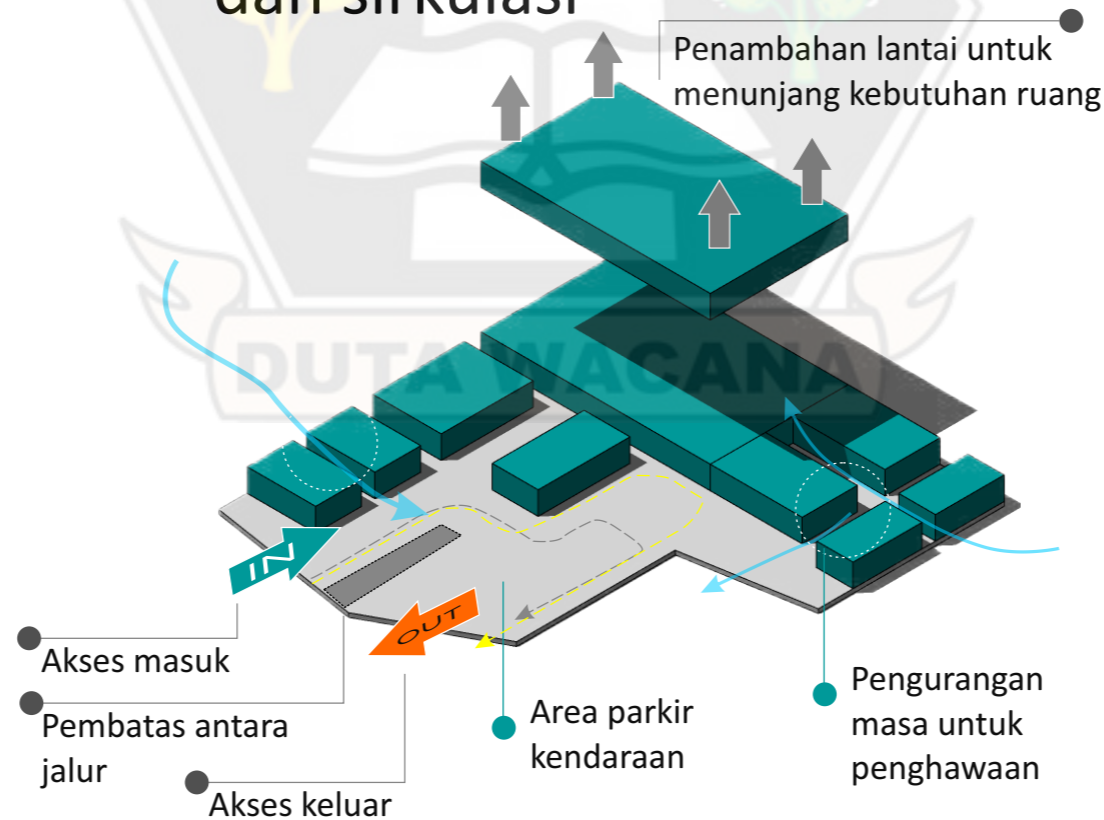 dan sirkulasi
Penambahan lantai untuk
menunjang kebutuhan ruang
DUTA WACANA
IN
OUT
Akses masuk
Pembatas antara
jalur
Akses keluar
Area parkir
kendaraan
Pengurangan
masa untuk
penghawaan